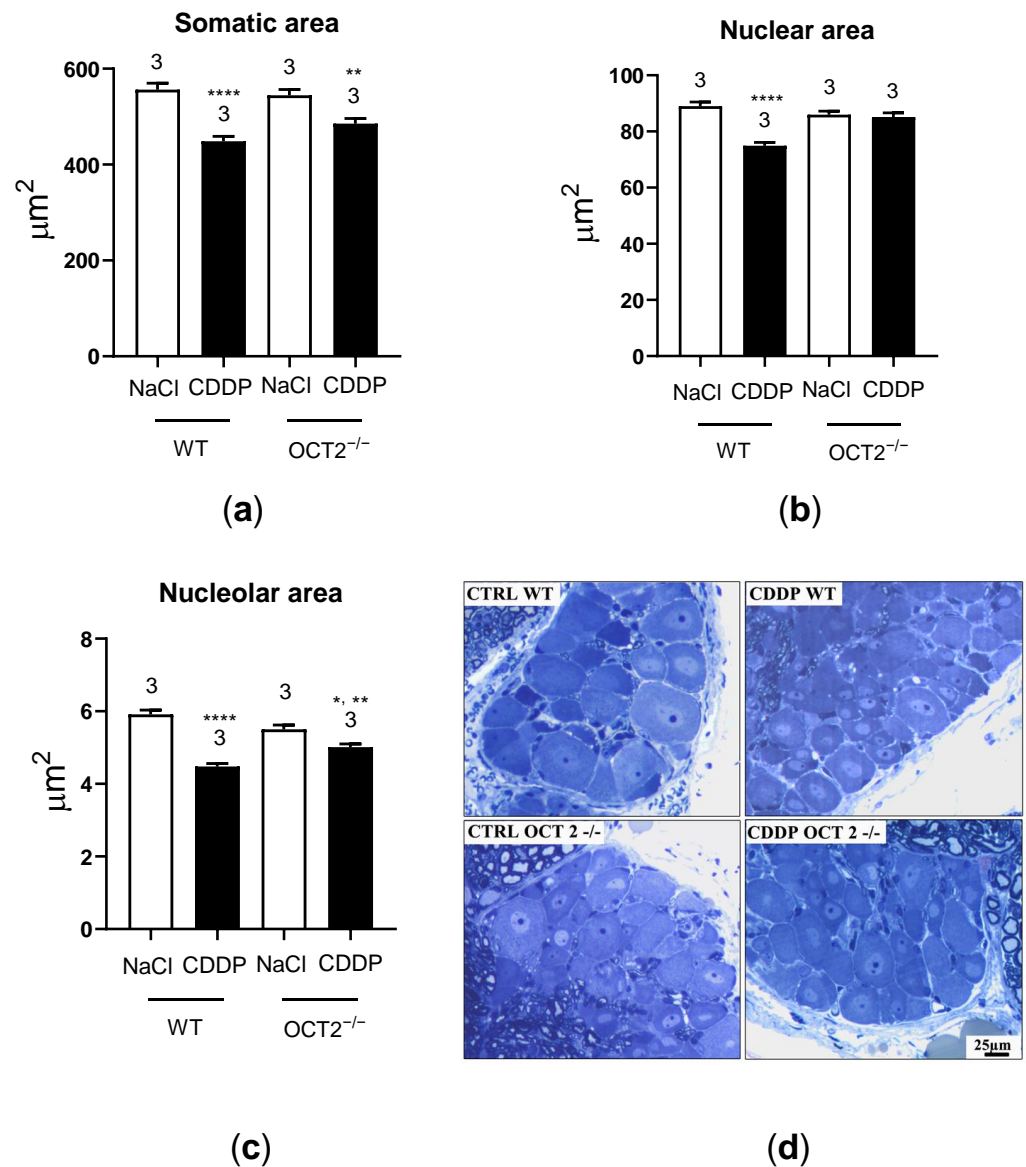 Somatic area
600
400
200
0
μm²
3
****
3
3
**
3
NaCl CDDP NaCl CDDP
WT OCT2⁻/⁻
(a)
Nuclear area
100
80
60
40
20
0
μm²
3
****
3
3
3
NaCl CDDP NaCl CDDP
WT OCT2⁻/⁻
(b)
Nucleolar area
8
6
4
2
0
μm²
3
****
3
3
*, **
3
NaCl CDDP NaCl CDDP
WT OCT2⁻/⁻
(c)
CTRL WT
CDDP WT
CTRL OCT 2 -/-
CDDP OCT 2 -/-
25μm
(d)